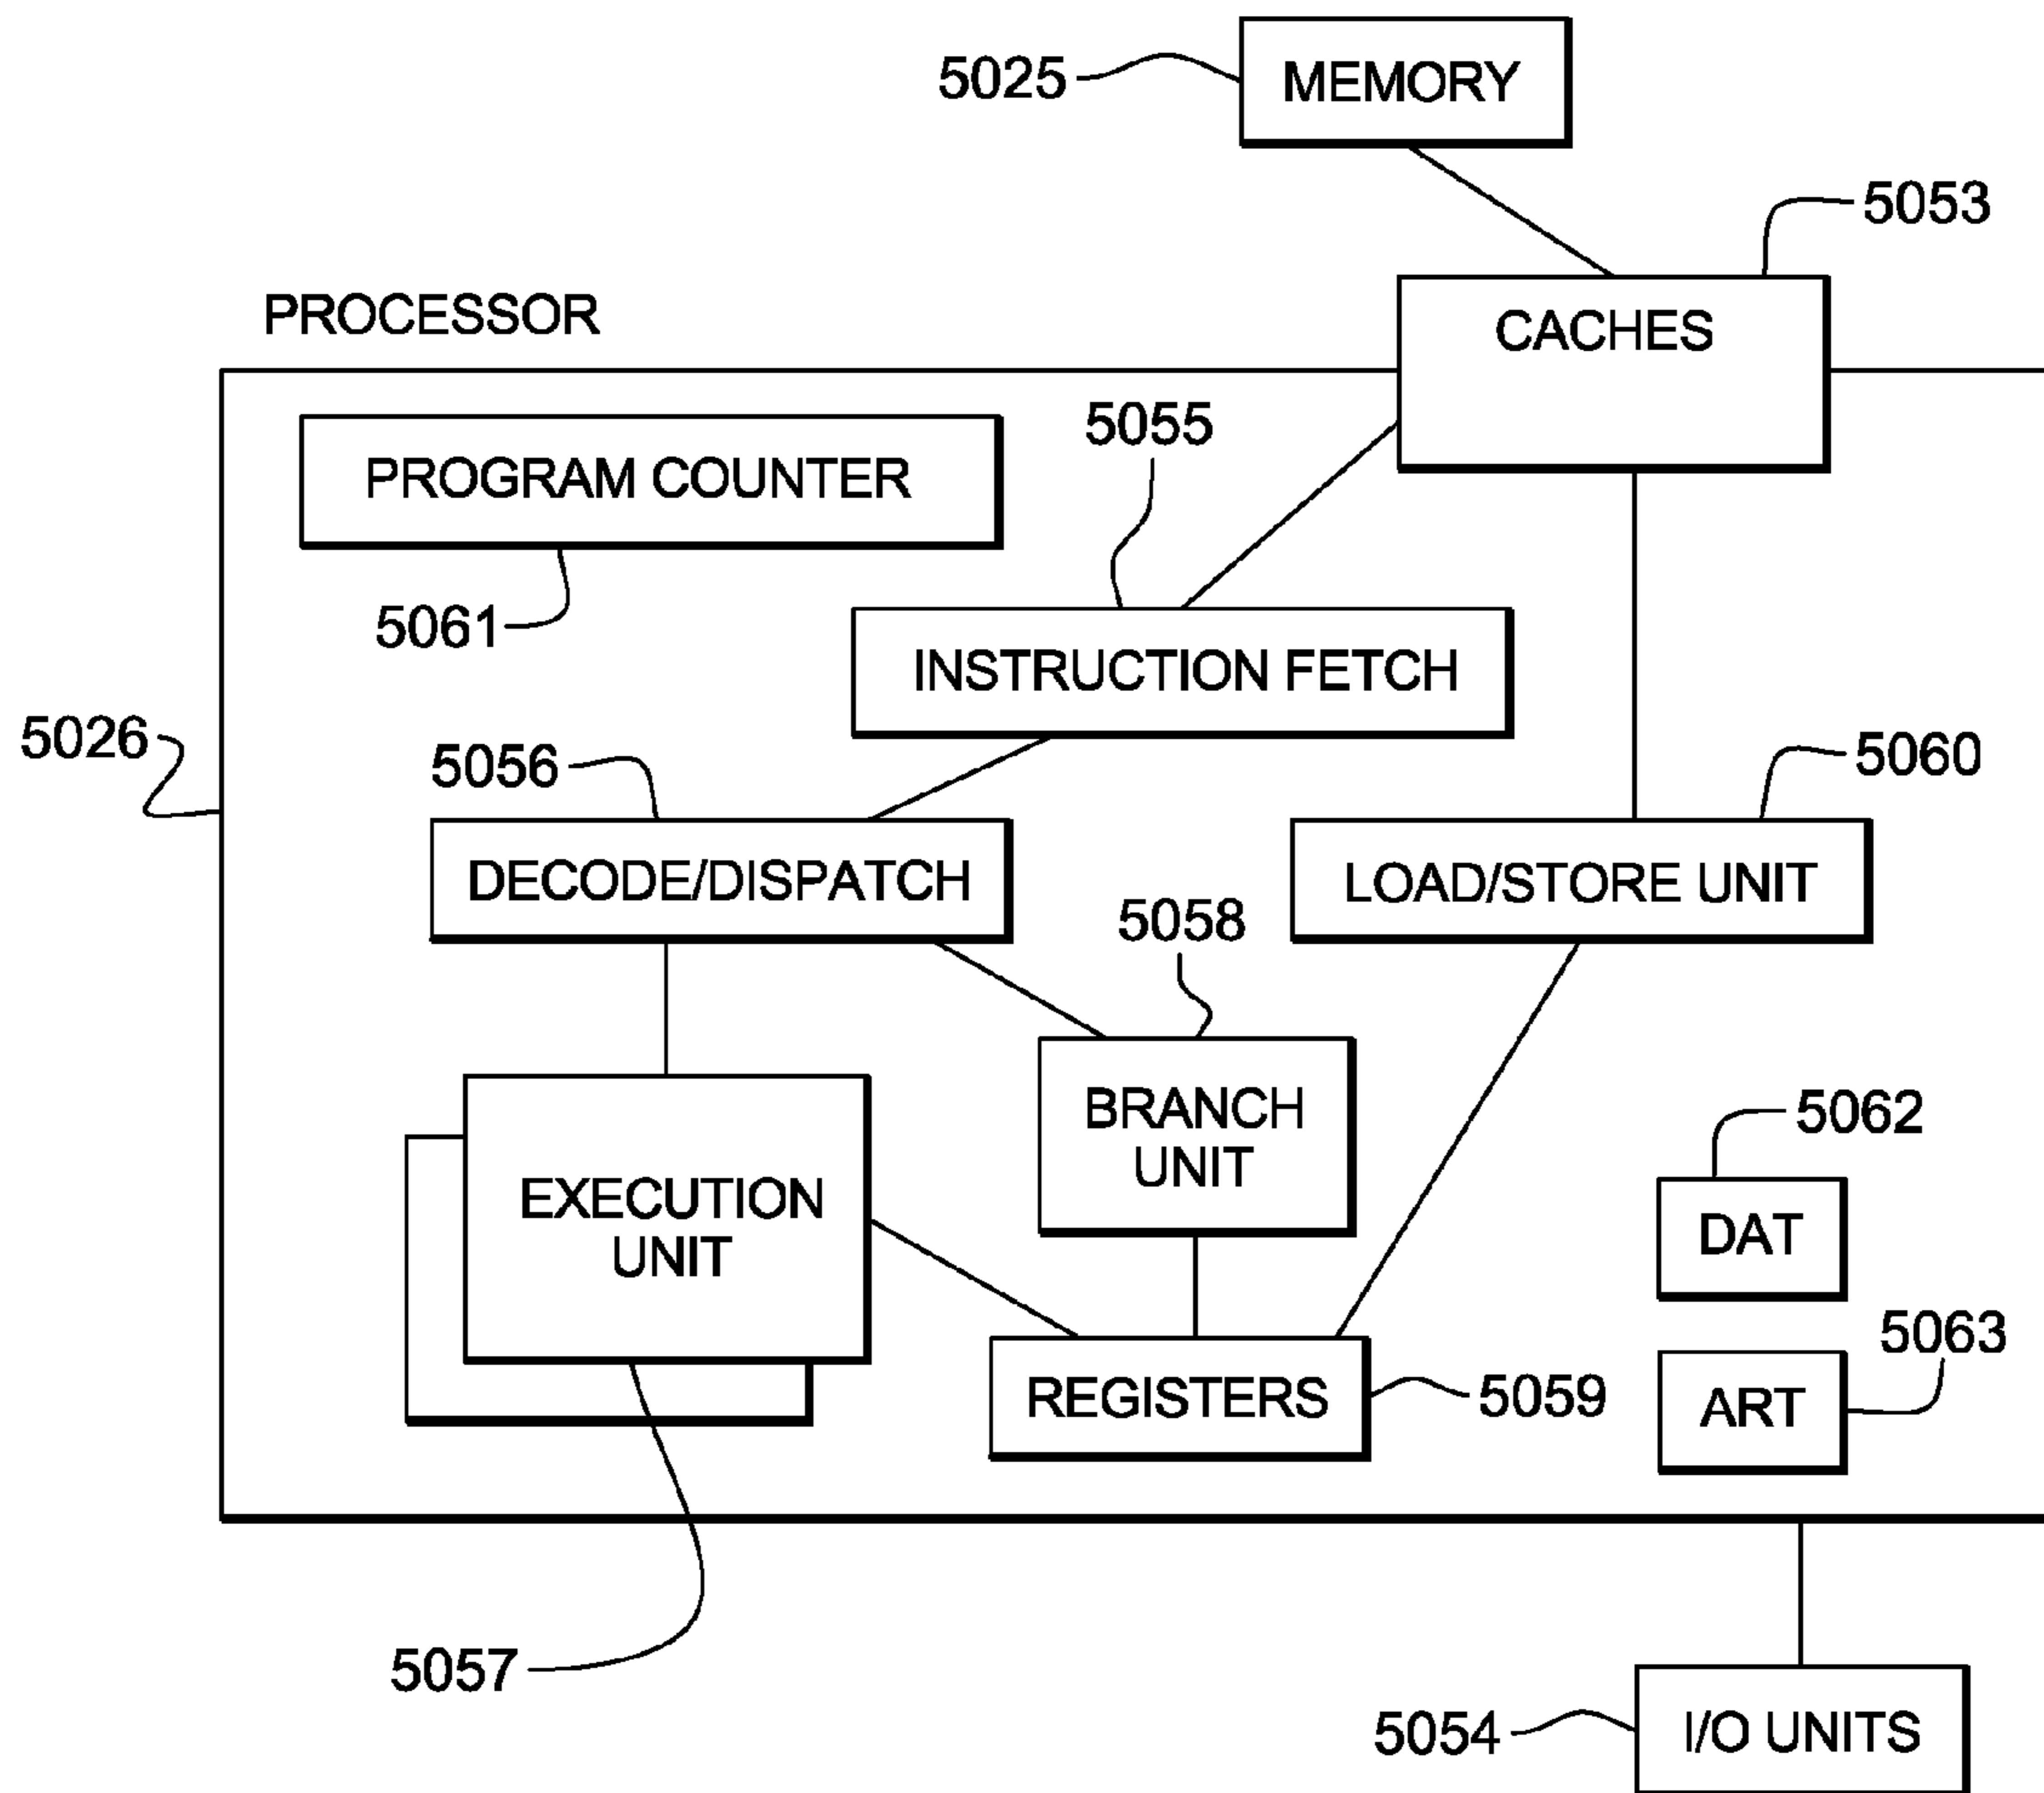 MEMORY
5025
5053
PROCESSOR
CACHES
5055
PROGRAM COUNTER
5061
INSTRUCTION FETCH
5026
5056
5060
DECODE/DISPATCH
LOAD/STORE UNIT
5058
BRANCH
UNIT
5062
EXECUTION
UNIT
DAT
5063
REGISTERS
5059
ART
5057
5054
I/O UNITS